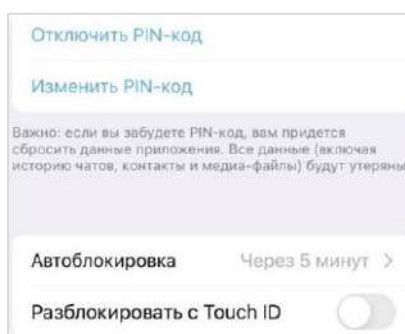 Отключить PIN-код
Изменить PIN-код
Важно: если вы забудете PIN-код, вам придется
сбросить данные приложения. Все данные (включая
историю чатов, контакты и медиа-файлы) будут утеряны
Автоблокировка Через 5 минут >
Разблокировать с Touch ID